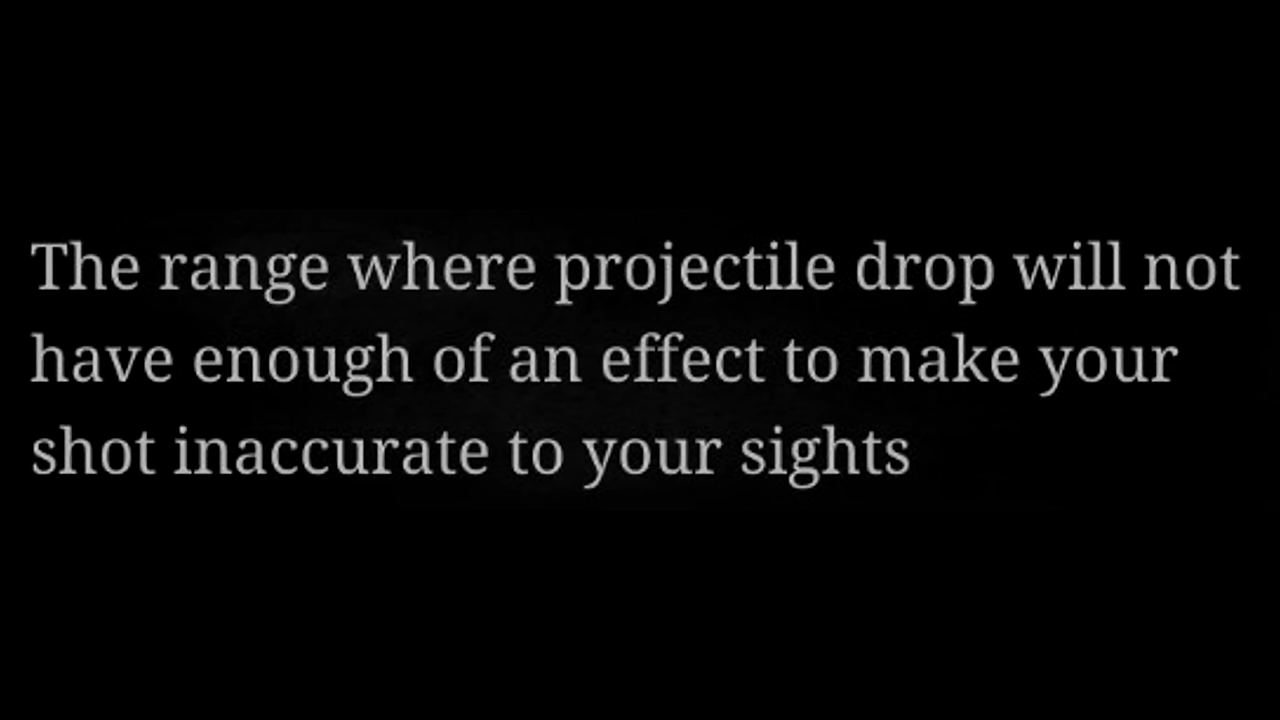 The range where projectile drop will not
have enough of an effect to make your
shot inaccurate to your sights